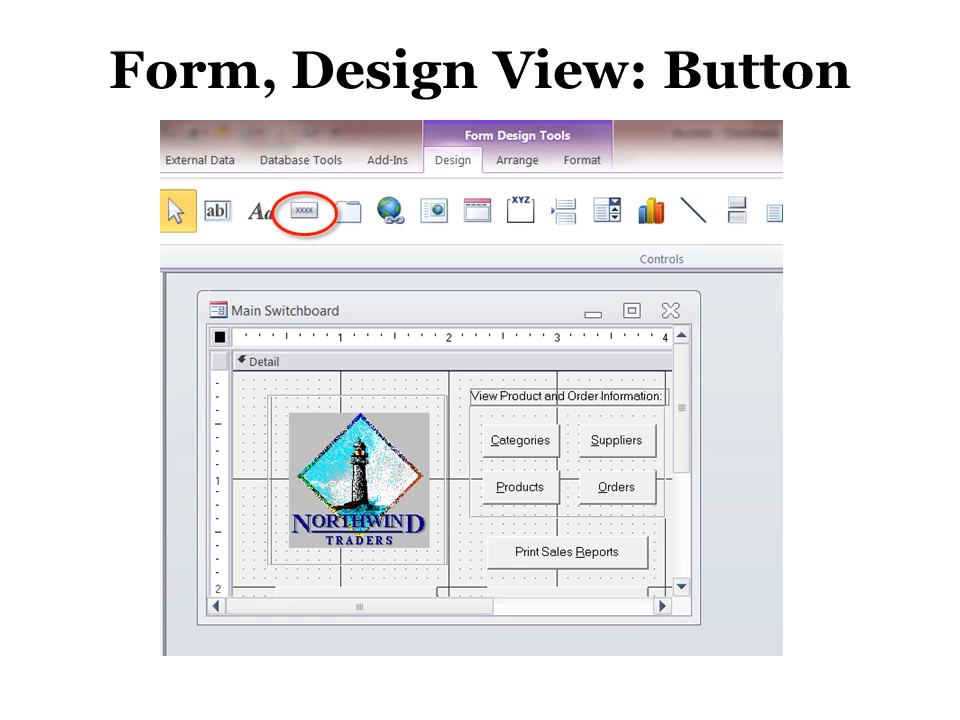 Form, Design View: Button
Form Design Tools
External Data Database Tools Add-Ins Design Arrange Format
ab| Aa XXXX XYZ
Controls
Main Switchboard
1 2 3 4
Detail
View Product and Order Information:
Categories Suppliers
1
Products Orders
NORTHWIND
TRADERS
Print Sales Reports
2